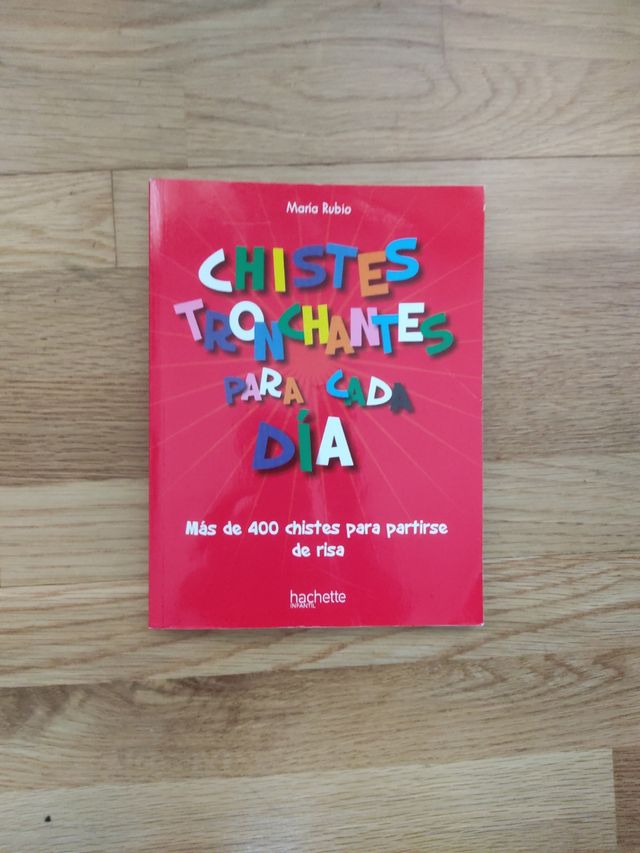 María Rubio
CHISTES
TRONCHANTES
PARA CADA
DÍA
Más de 400 chistes para partirse
de risa
hachette
INFANTIL